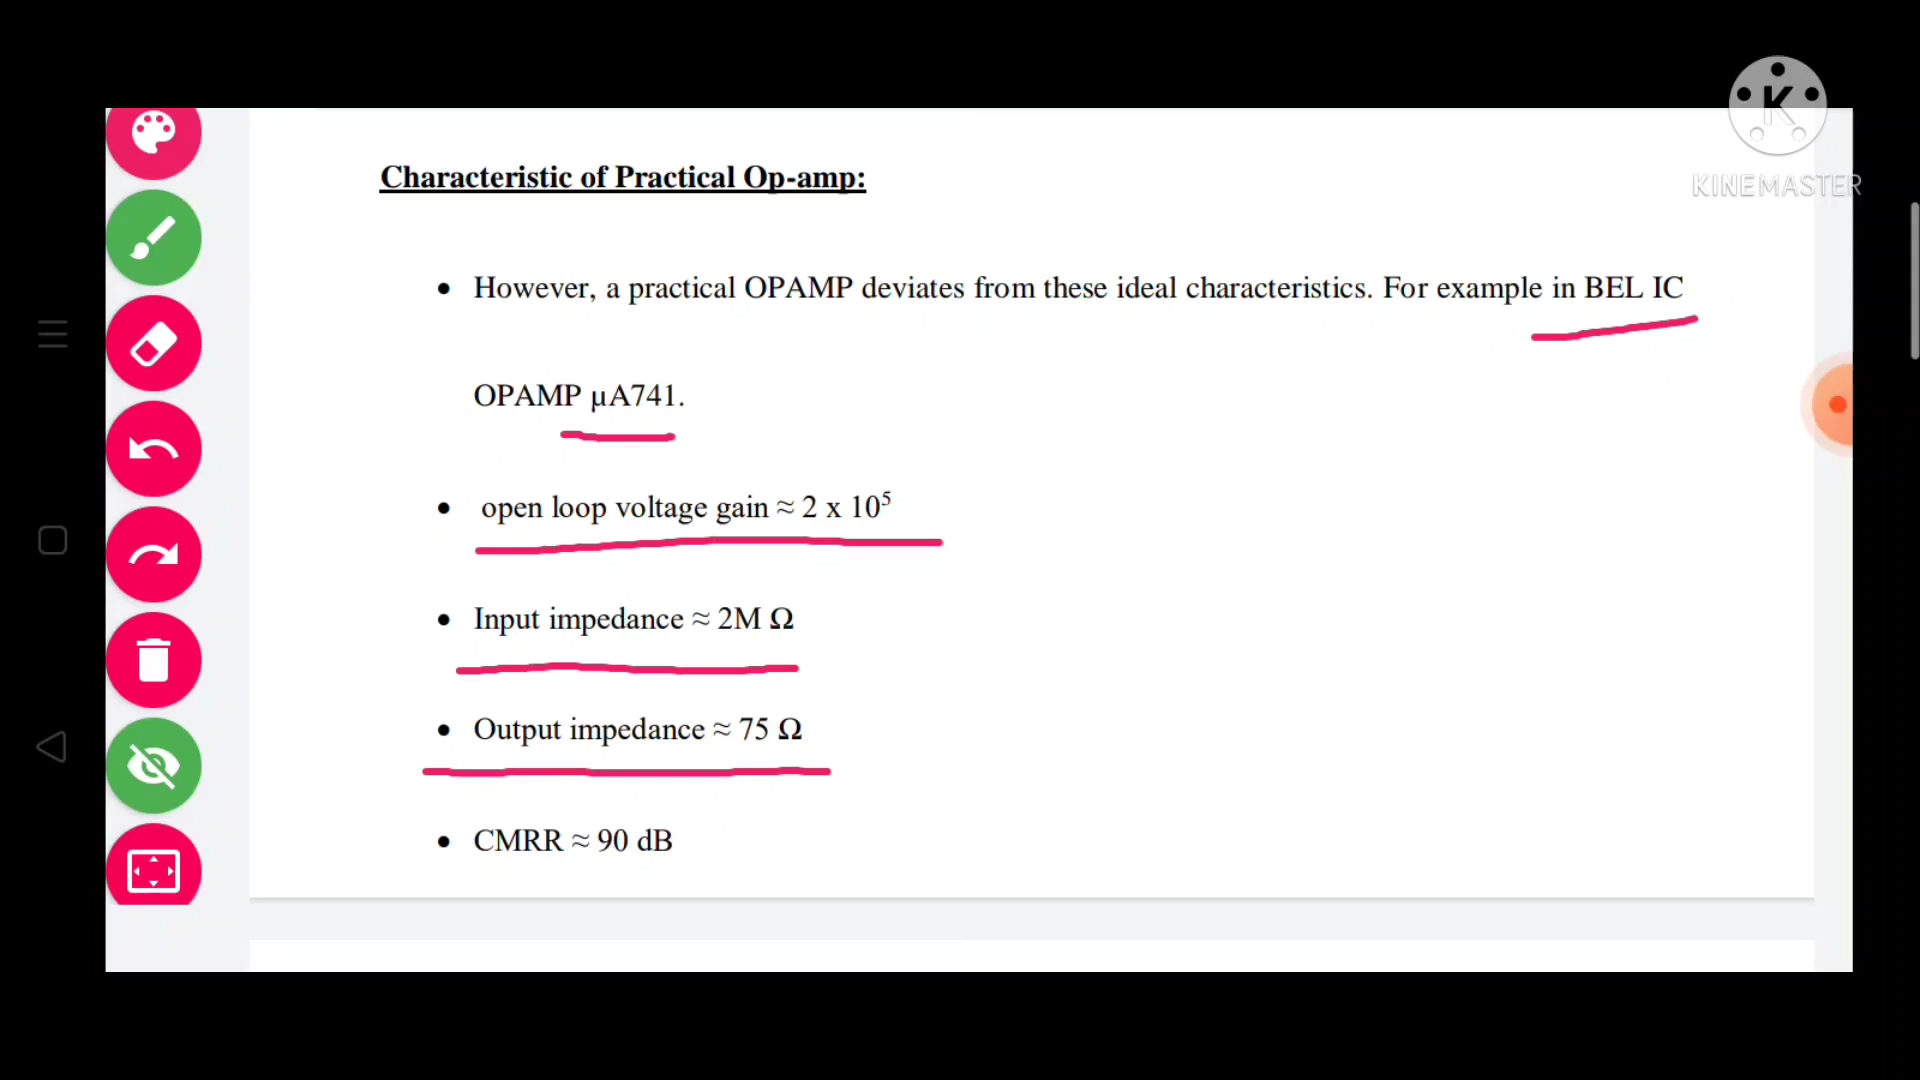 K
KINEMASTER
Characteristic of Practical Op-amp:
• However, a practical OPAMP deviates from these ideal characteristics. For example in BEL IC
OPAMP µA741.
• open loop voltage gain ≈ 2 x 10⁵
• Input impedance ≈ 2M Ω
• Output impedance ≈ 75 Ω
• CMRR ≈ 90 dB